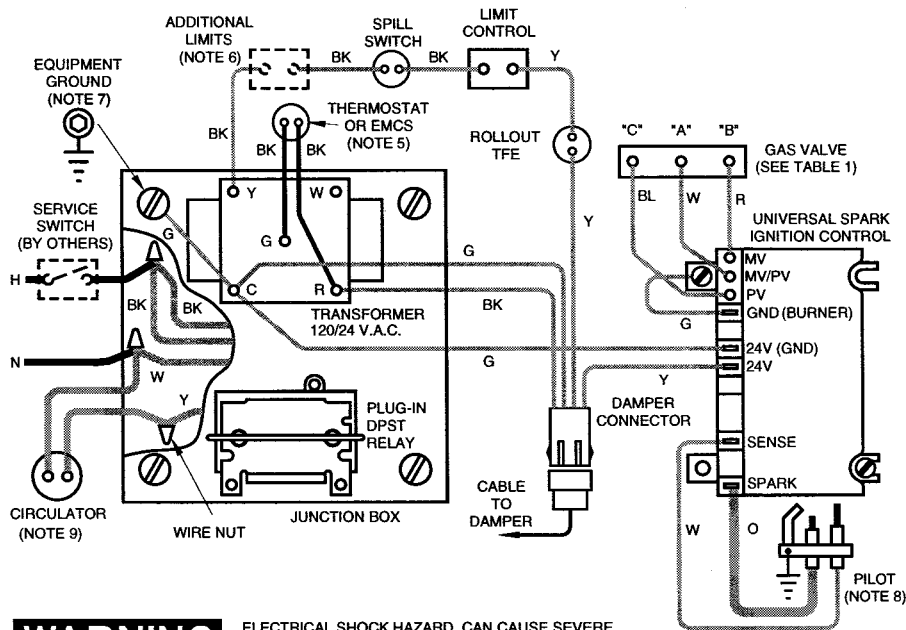 ADDITIONAL
LIMITS
(NOTE 6)
SPILL
SWITCH
LIMIT
CONTROL
BK
BK
Y
EQUIPMENT
GROUND
(NOTE 7)
BK
THERMOSTAT
OR EMCS
(NOTE 5)
BK
BK
ROLLOUT
TFE
"C"
"A"
"B"
GAS VALVE
(SEE TABLE 1)
Y
W
BL
W
R
SERVICE
SWITCH
(BY OTHERS)
G
G
Y
UNIVERSAL SPARK
IGNITION CONTROL
H
BK
BK
C
R
G
BK
MV
MV/PV
PV
GND (BURNER)
G
TRANSFORMER
120/24 V.A.C.
N
W
G
24V (GND)
24V
Y
Y
PLUG-IN
DPST
RELAY
DAMPER
CONNECTOR
SENSE
SPARK
CIRCULATOR
(NOTE 9)
WIRE NUT
JUNCTION BOX
CABLE
TO
DAMPER
W
O
PILOT
(NOTE 8)
WARNING
ELECTRICAL SHOCK HAZARD. CAN CAUSE SEVERE